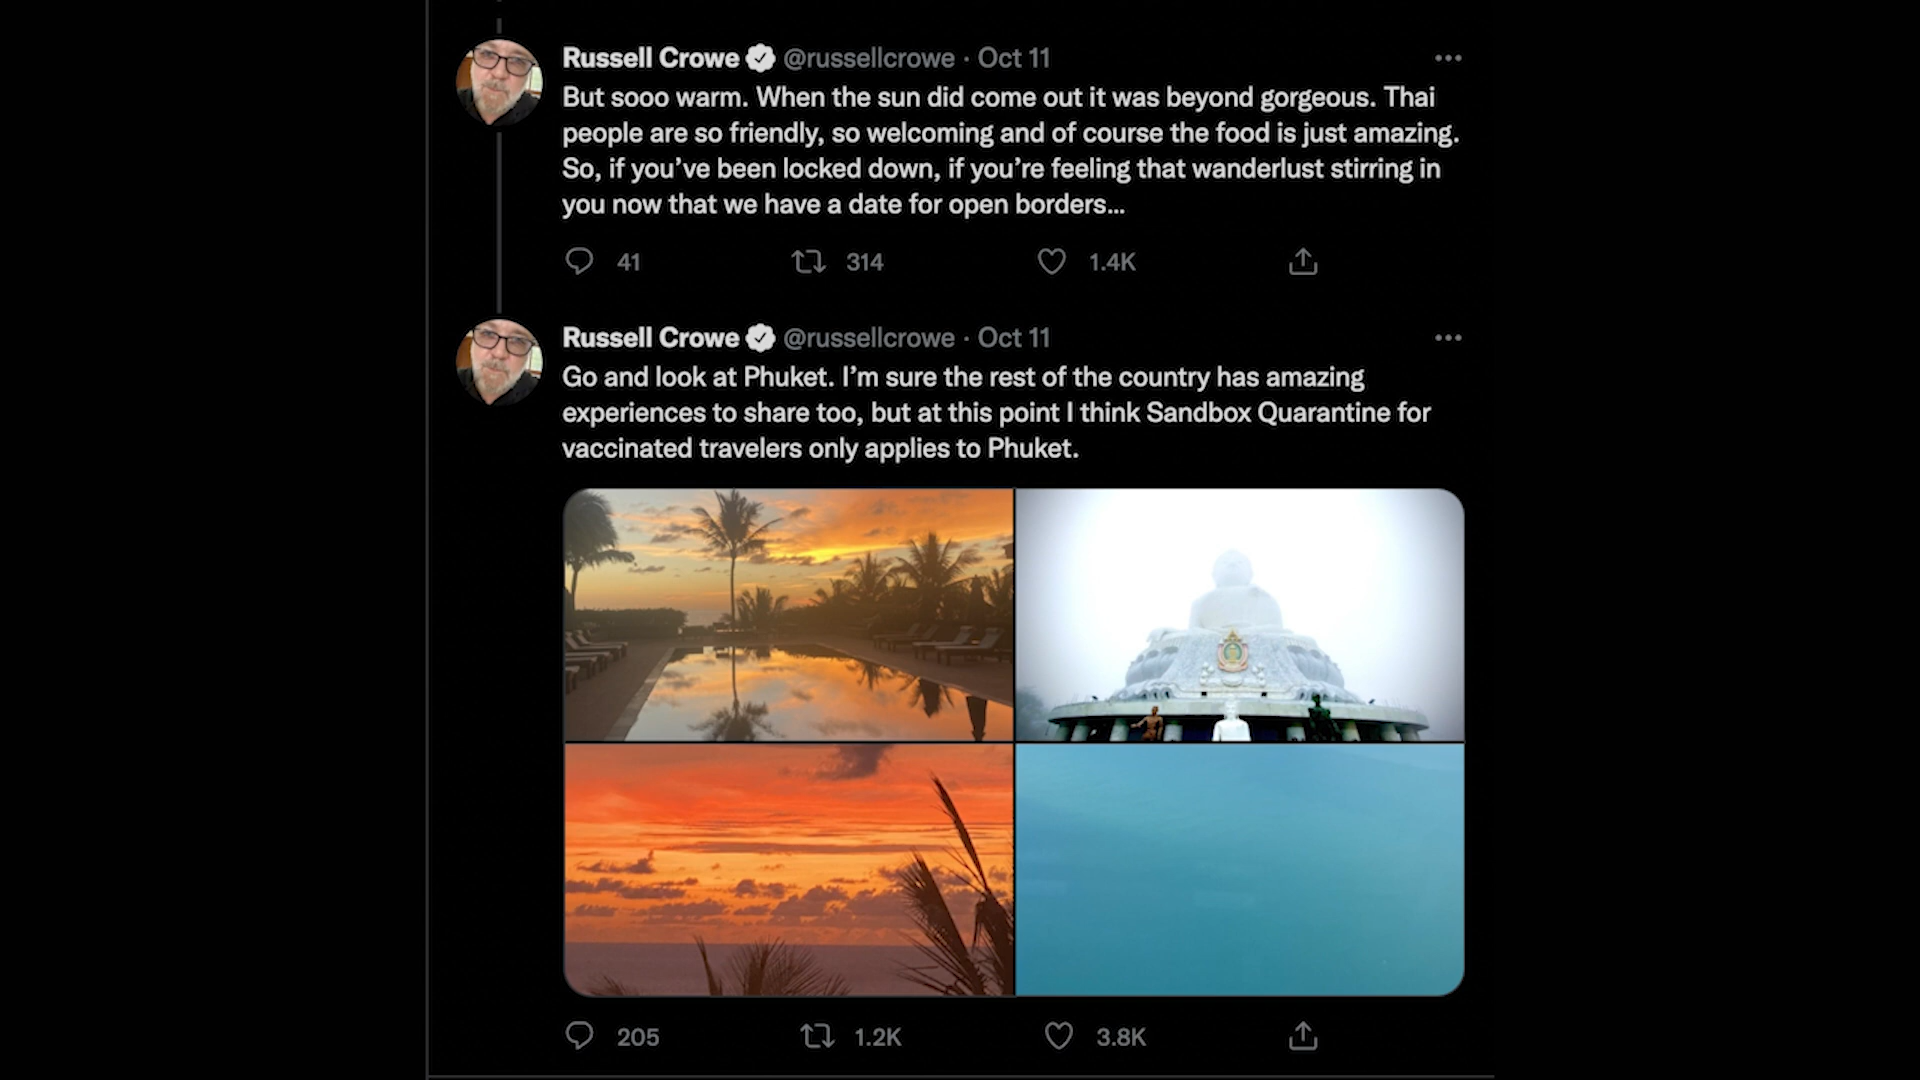 Russell Crowe @russellcrowe · Oct 11
But sooo warm. When the sun did come out it was beyond gorgeous. Thai
people are so friendly, so welcoming and of course the food is just amazing.
So, if you’ve been locked down, if you’re feeling that wanderlust stirring in
you now that we have a date for open borders...
41 314 1.4K
Russell Crowe @russellcrowe · Oct 11
Go and look at Phuket. I’m sure the rest of the country has amazing
experiences to share too, but at this point I think Sandbox Quarantine for
vaccinated travelers only applies to Phuket.
205 1.2K 3.8K